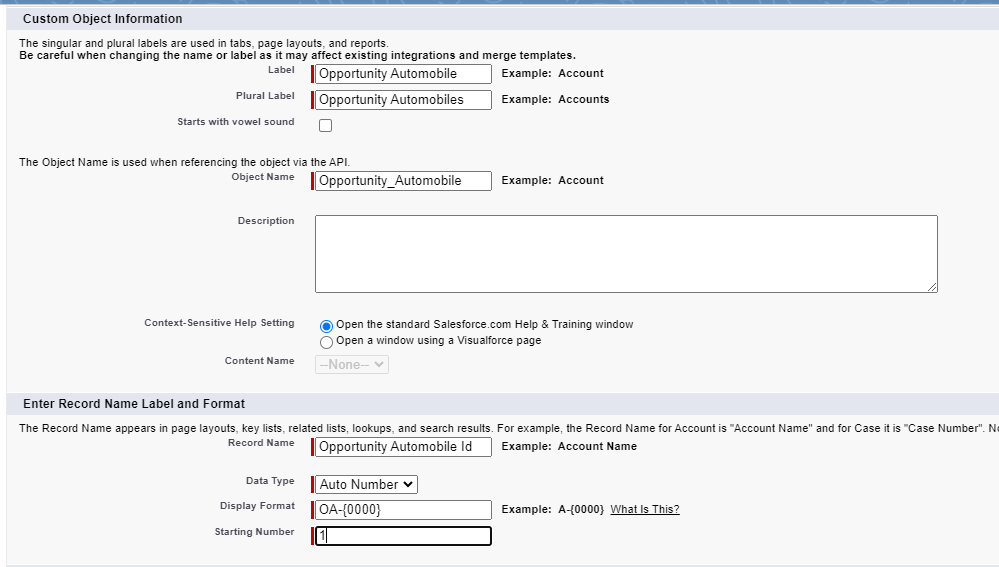 Custom Object Information
The singular and plural labels are used in tabs, page layouts, and reports.
Be careful when changing the name or label as it may affect existing integrations and merge templates.
Label Opportunity Automobile Example: Account
Plural Label Opportunity Automobiles Example: Accounts
Starts with vowel sound
The Object Name is used when referencing the object via the API.
Object Name Opportunity_Automobile Example: Account
Description
Context-Sensitive Help Setting Open the standard Salesforce.com Help & Training window
Open a window using a Visualforce page
Content Name --None--
Enter Record Name Label and Format
The Record Name appears in page layouts, key lists, related lists, lookups, and search results. For example, the Record Name for Account is "Account Name" and for Case it is "Case Number". No
Record Name Opportunity Automobile Id Example: Account Name
Data Type Auto Number
Display Format OA-{0000} Example: A-{0000} What Is This?
Starting Number 1